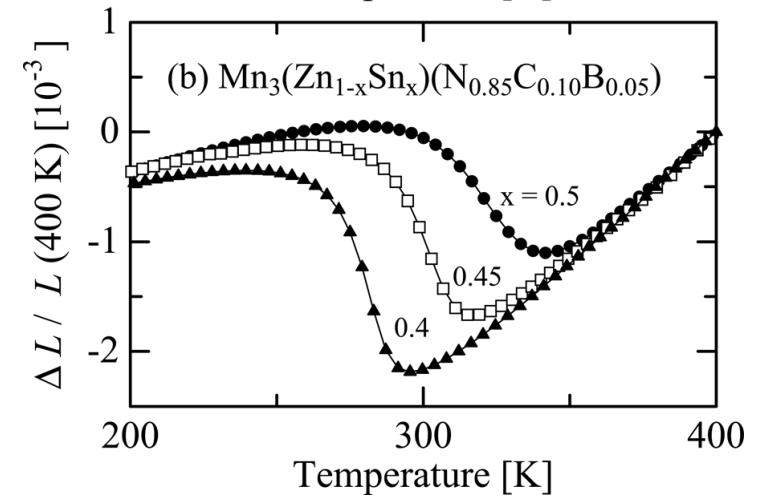 1
(b) Mn₃(Zn₁₋ₓSnₓ)(N₀.₈₅C₀.₁₀B₀.₀₅)
0
x = 0.5
-1
0.45
0.4
-2
200 300 400
Temperature [K]
Δ L / L (400 K) [10⁻³]